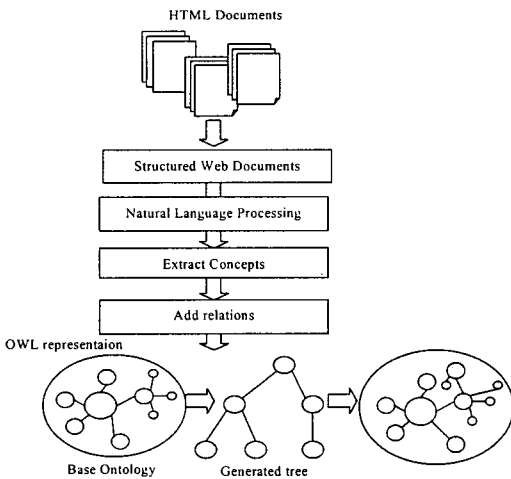 HTML Documents
Structured Web Documents
Natural Language Processing
Extract Concepts
Add relations
OWL representaion
Base Ontology
Generated tree